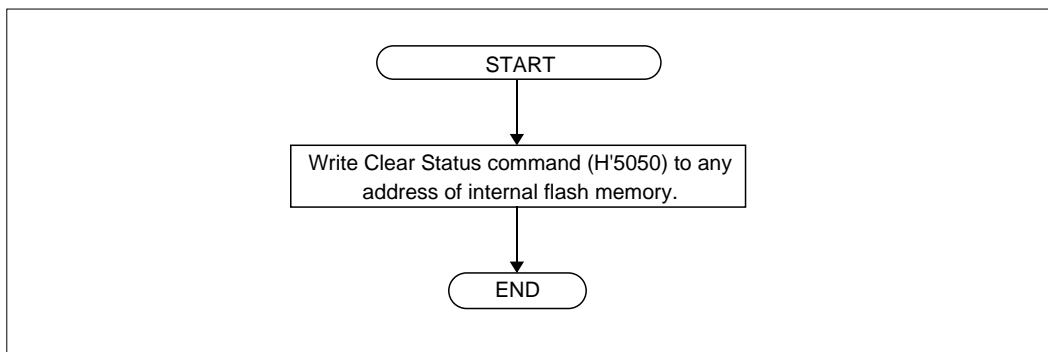 START
Write Clear Status command (H'5050) to any
address of internal flash memory.
END